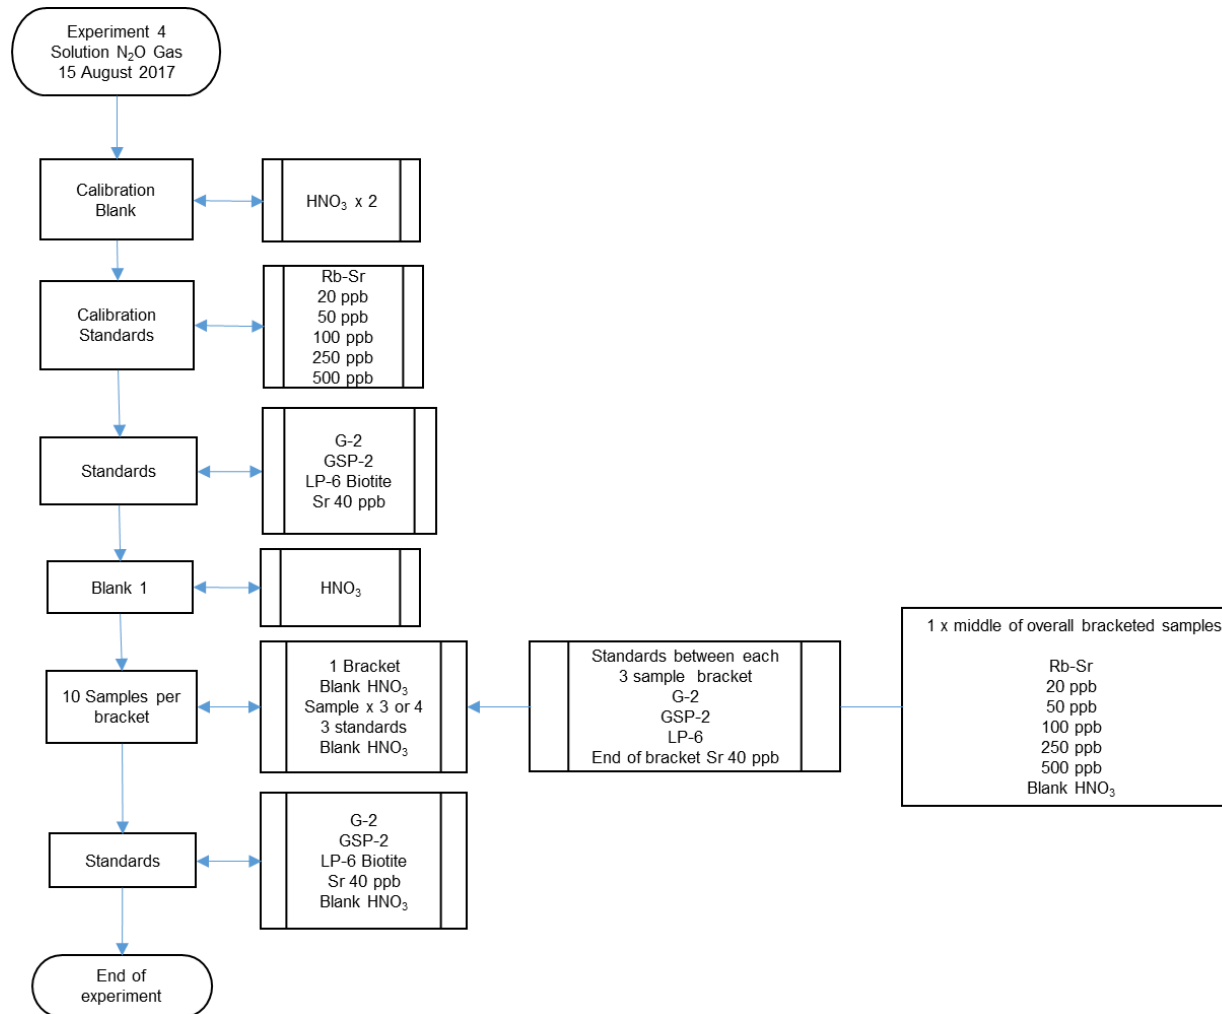 Experiment 4
Solution N₂O Gas
15 August 2017
Calibration
Blank
HNO₃ x 2
Calibration
Standards
Rb-Sr
20 ppb
50 ppb
100 ppb
250 ppb
500 ppb
Standards
G-2
GSP-2
LP-6 Biotite
Sr 40 ppb
Blank 1
HNO₃
10 Samples per
bracket
1 Bracket
Blank HNO₃
Sample x 3 or 4
3 standards
Blank HNO₃
Standards between each
3 sample bracket
G-2
GSP-2
LP-6
End of bracket Sr 40 ppb
1 x middle of overall bracketed samples
Rb-Sr
20 ppb
50 ppb
100 ppb
250 ppb
500 ppb
Blank HNO₃
Standards
G-2
GSP-2
LP-6 Biotite
Sr 40 ppb
Blank HNO₃
End of
experiment